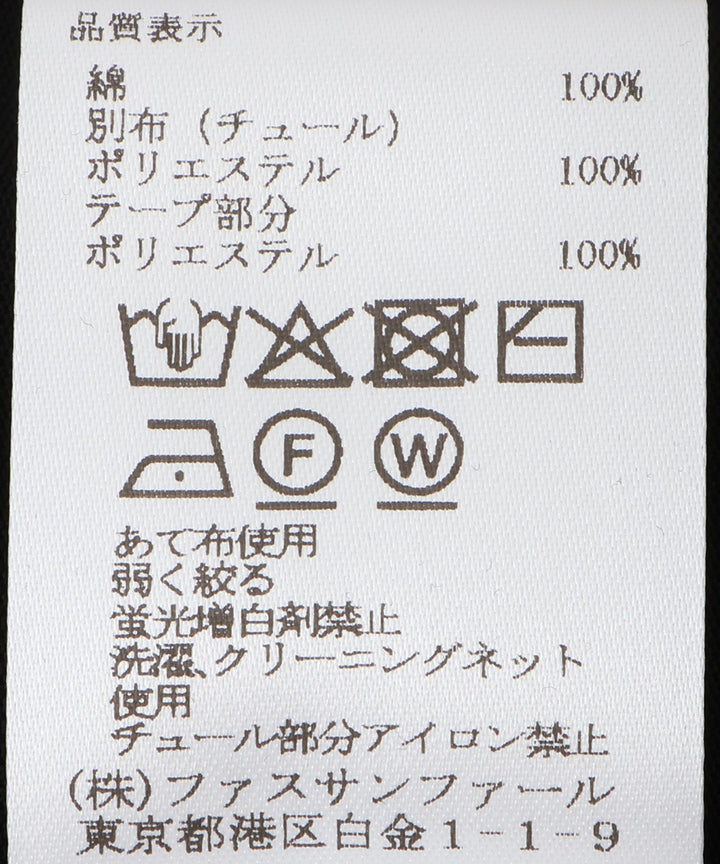 品質表示
綿 100%
別布 (チュール)
ポリエステル 100%
テープ部分
ポリエステル 100%
F W
あて布使用
弱く絞る
蛍光増白剤禁止
洗濯、クリーニングネット
使用
チュール部分アイロン禁止
(株)ファスサンファール
東京都港区白金1-1-9